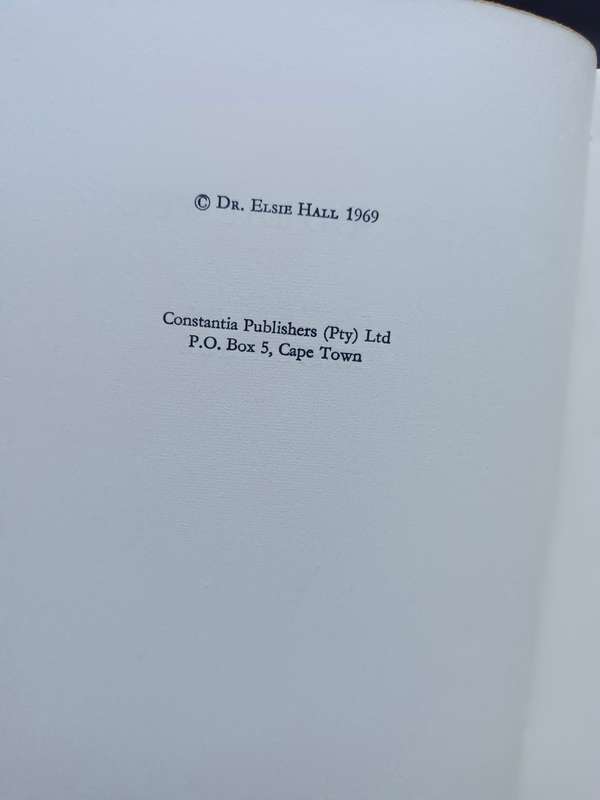 © Dr. Elsie Hall 1969
Constantia Publishers (Pty) Ltd
P.O. Box 5, Cape Town